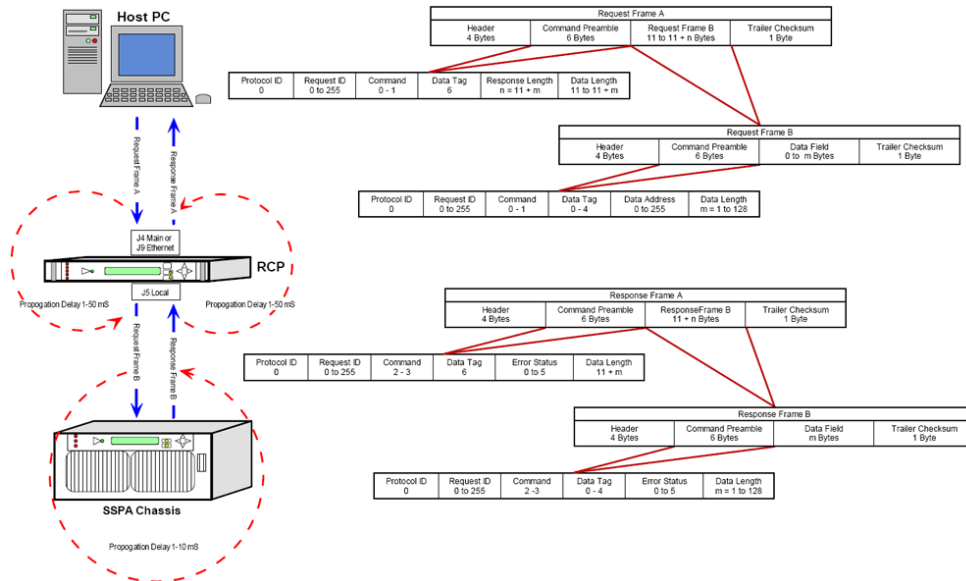 Host PC
Request Frame A
Header
4 Bytes
Command Preamble
6 Bytes
Request Frame B
11 to 11 + n Bytes
Trailer Checksum
1 Byte
Protocol ID
0
Request ID
0 to 255
Command
0 - 1
Data Tag
6
Response Length
n = 11 + m
Data Length
11 to 11 + m
Request Frame B
Header
4 Bytes
Command Preamble
6 Bytes
Data Field
0 to m Bytes
Trailer Checksum
1 Byte
Protocol ID
0
Request ID
0 to 255
Command
0 - 1
Data Tag
0 - 4
Data Address
0 to 255
Data Length
m = 1 to 128
Request Frame A
Response Frame A
J4 Main or
J9 Ethernet
RCP
J5 Local
Propogation Delay 1-50 mS
Propogation Delay 1-50 mS
Request Frame B
Response Frame B
Response Frame A
Header
4 Bytes
Command Preamble
6 Bytes
ResponseFrame B
11 + n Bytes
Trailer Checksum
1 Byte
Protocol ID
0
Request ID
0 to 255
Command
2 - 3
Data Tag
6
Error Status
0 to 5
Data Length
11 + m
Response Frame B
Header
4 Bytes
Command Preamble
6 Bytes
Data Field
m Bytes
Trailer Checksum
1 Byte
Protocol ID
0
Request ID
0 to 255
Command
2 -3
Data Tag
0 - 4
Error Status
0 to 5
Data Length
m = 1 to 128
SSPA Chassis
Propogation Delay 1-10 mS